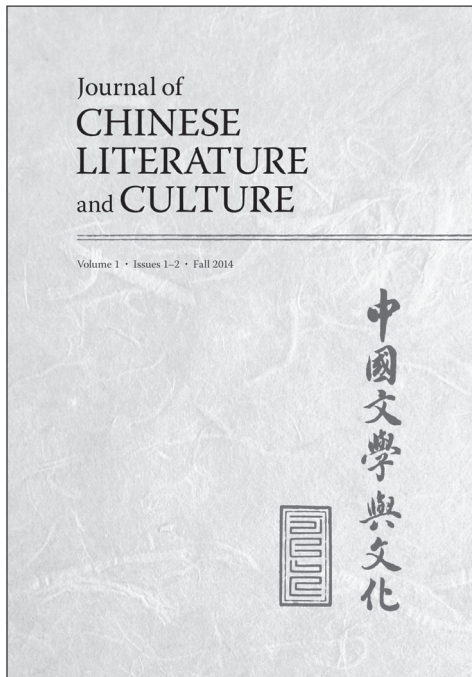 Journal of
CHINESE
LITERATURE
and CULTURE
Volume 1 • Issues 1–2 • Fall 2014
中國文學與文化
JCLC